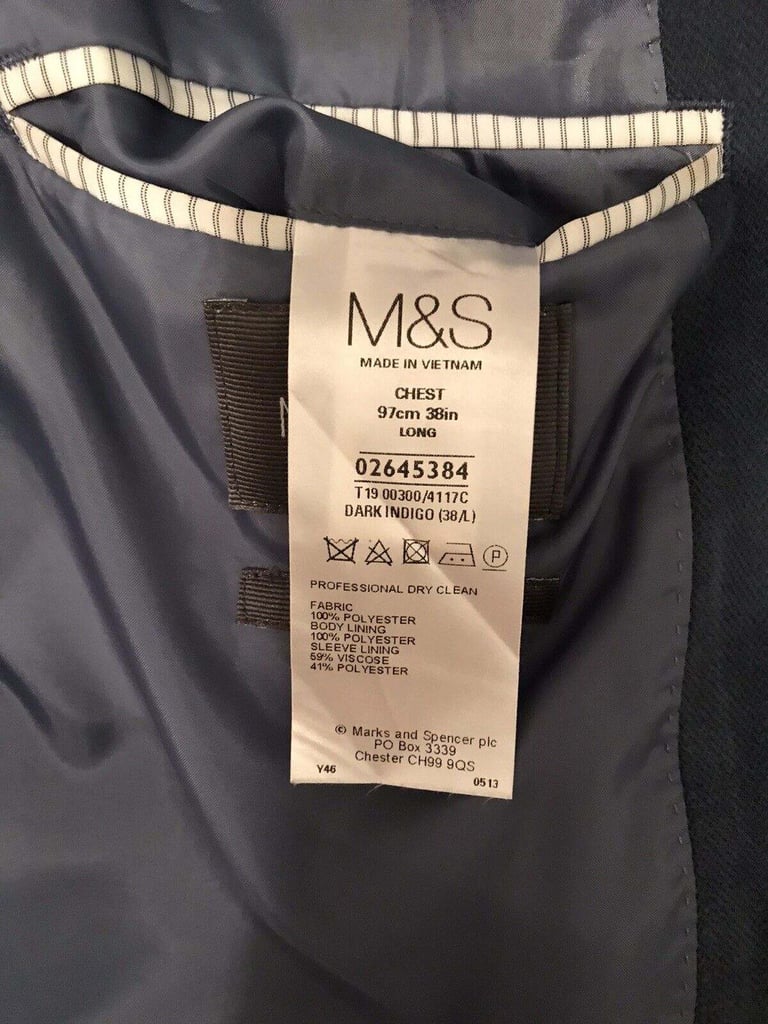 M&S
MADE IN VIETNAM
CHEST
97cm 38in
LONG
02645384
T19 00300/4117C
DARK INDIGO (38/L)
P
PROFESSIONAL DRY CLEAN
FABRIC
100% POLYESTER
BODY LINING
100% POLYESTER
SLEEVE LINING
59% VISCOSE
41% POLYESTER
© Marks and Spencer plc
PO Box 3339
Chester CH99 9QS
Y46 0513